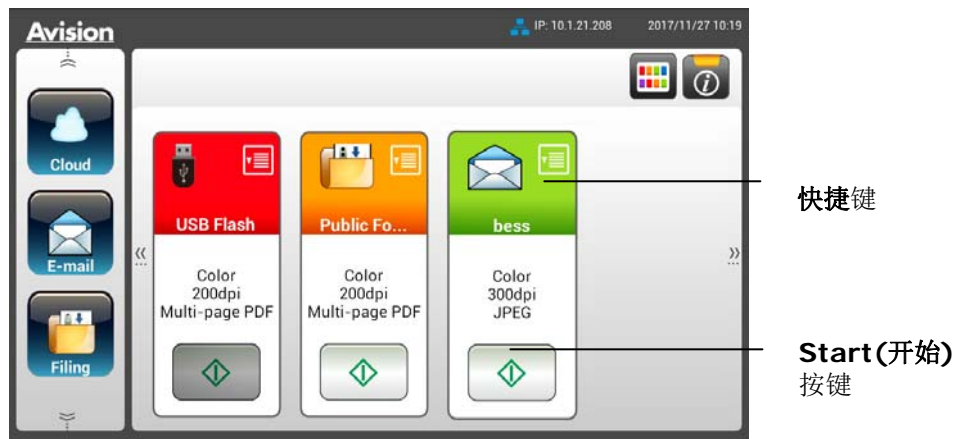 Avision
IP: 10.1.21.208
2017/11/27 10:19
Cloud
E-mail
Filing
USB Flash
Color
200dpi
Multi-page PDF
Public Fo...
Color
200dpi
Multi-page PDF
bess
Color
300dpi
JPEG
快捷键
Start(开始)
按键